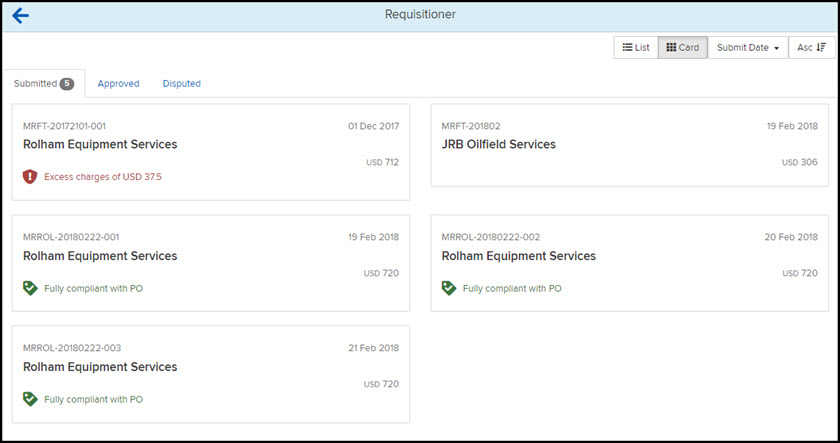 Requisitioner
List Card Submit Date Asc
Submitted 5 Approved Disputed
MRFT-20172101-001 01 Dec 2017
Rolham Equipment Services
USD 712
Excess charges of USD 37.5
MRFT-201802 19 Feb 2018
JRB Oilfield Services
USD 306
MRROL-20180222-001 19 Feb 2018
Rolham Equipment Services
USD 720
Fully compliant with PO
MRROL-20180222-002 20 Feb 2018
Rolham Equipment Services
USD 720
Fully compliant with PO
MRROL-20180222-003 21 Feb 2018
Rolham Equipment Services
USD 720
Fully compliant with PO